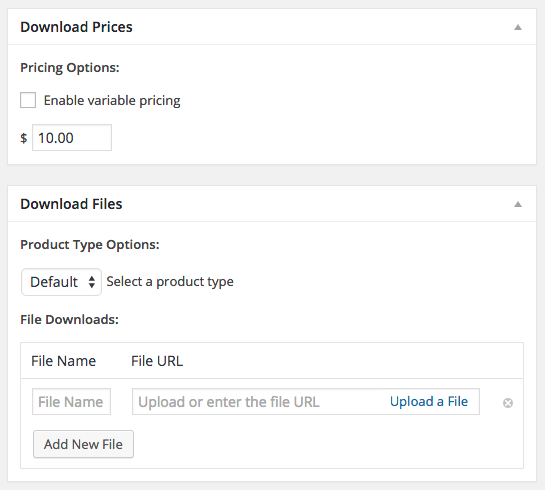 Download Prices
Pricing Options:
Enable variable pricing
$ 10.00
Download Files
Product Type Options:
Default Select a product type
File Downloads:
File Name File URL
File Name Upload or enter the file URL Upload a File
Add New File